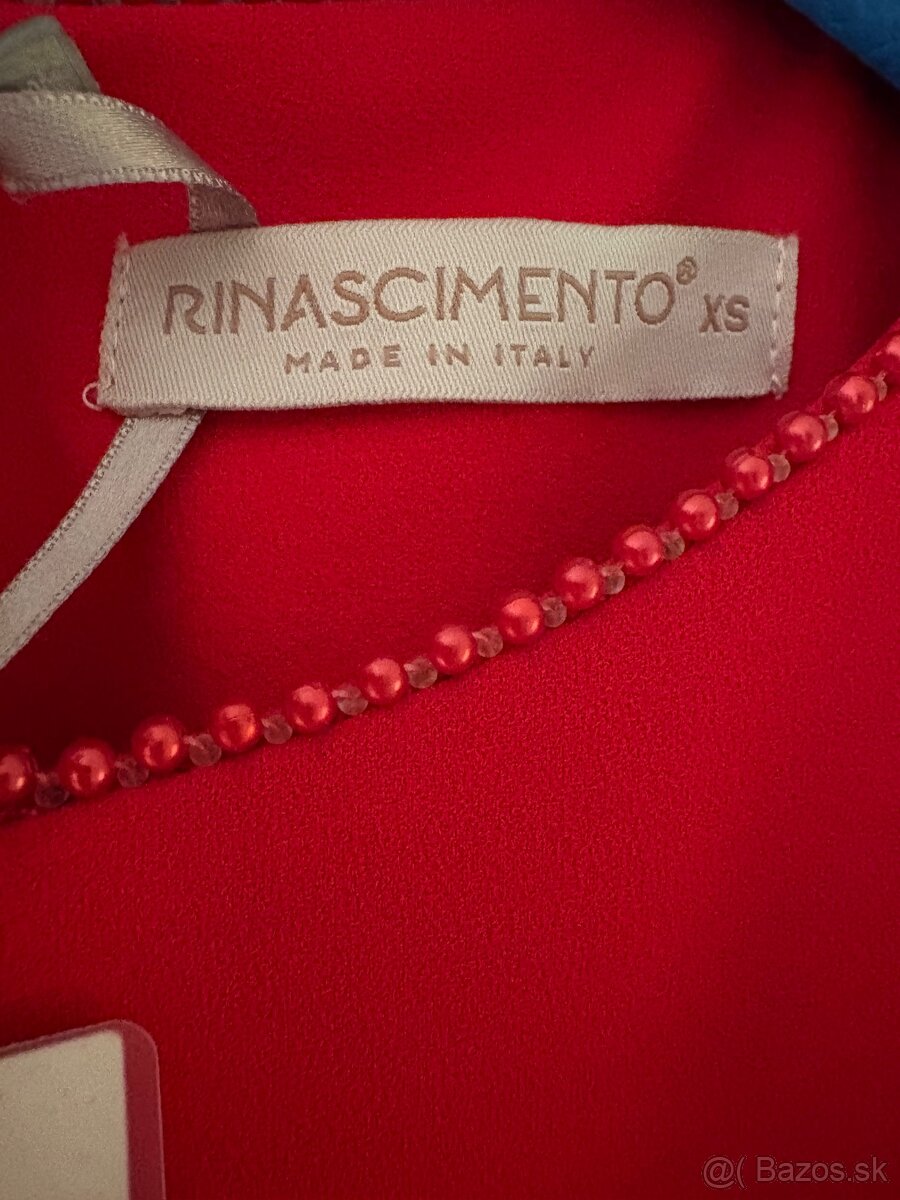 RINASCIMENTO® XS
MADE IN ITALY
@( Bazos.sk